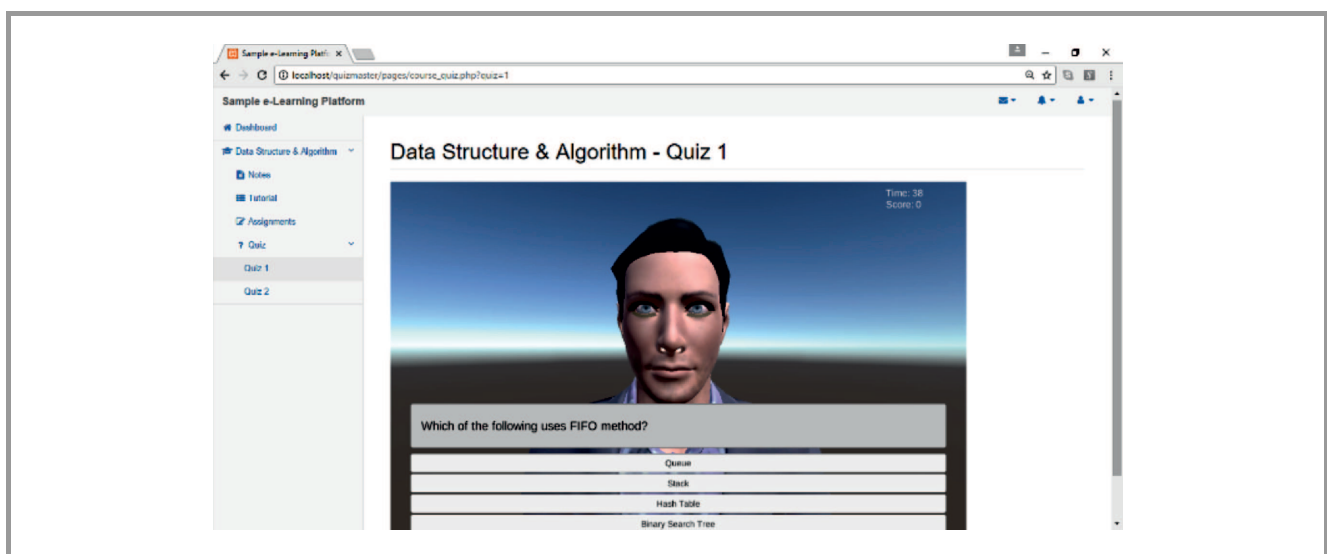 Sample e-Learning Platfo
localhost/quizmaster/pages/course_quiz.php?quiz=1
Sample e-Learning Platform
Dashboard
Data Structure & Algorithm
Notes
Tutorial
Assignments
? Quiz
Quiz 1
Quiz 2
Data Structure & Algorithm - Quiz 1
Time: 38
Score: 0
Which of the following uses FIFO method?
Queue
Stack
Hash Table
Binary Search Tree